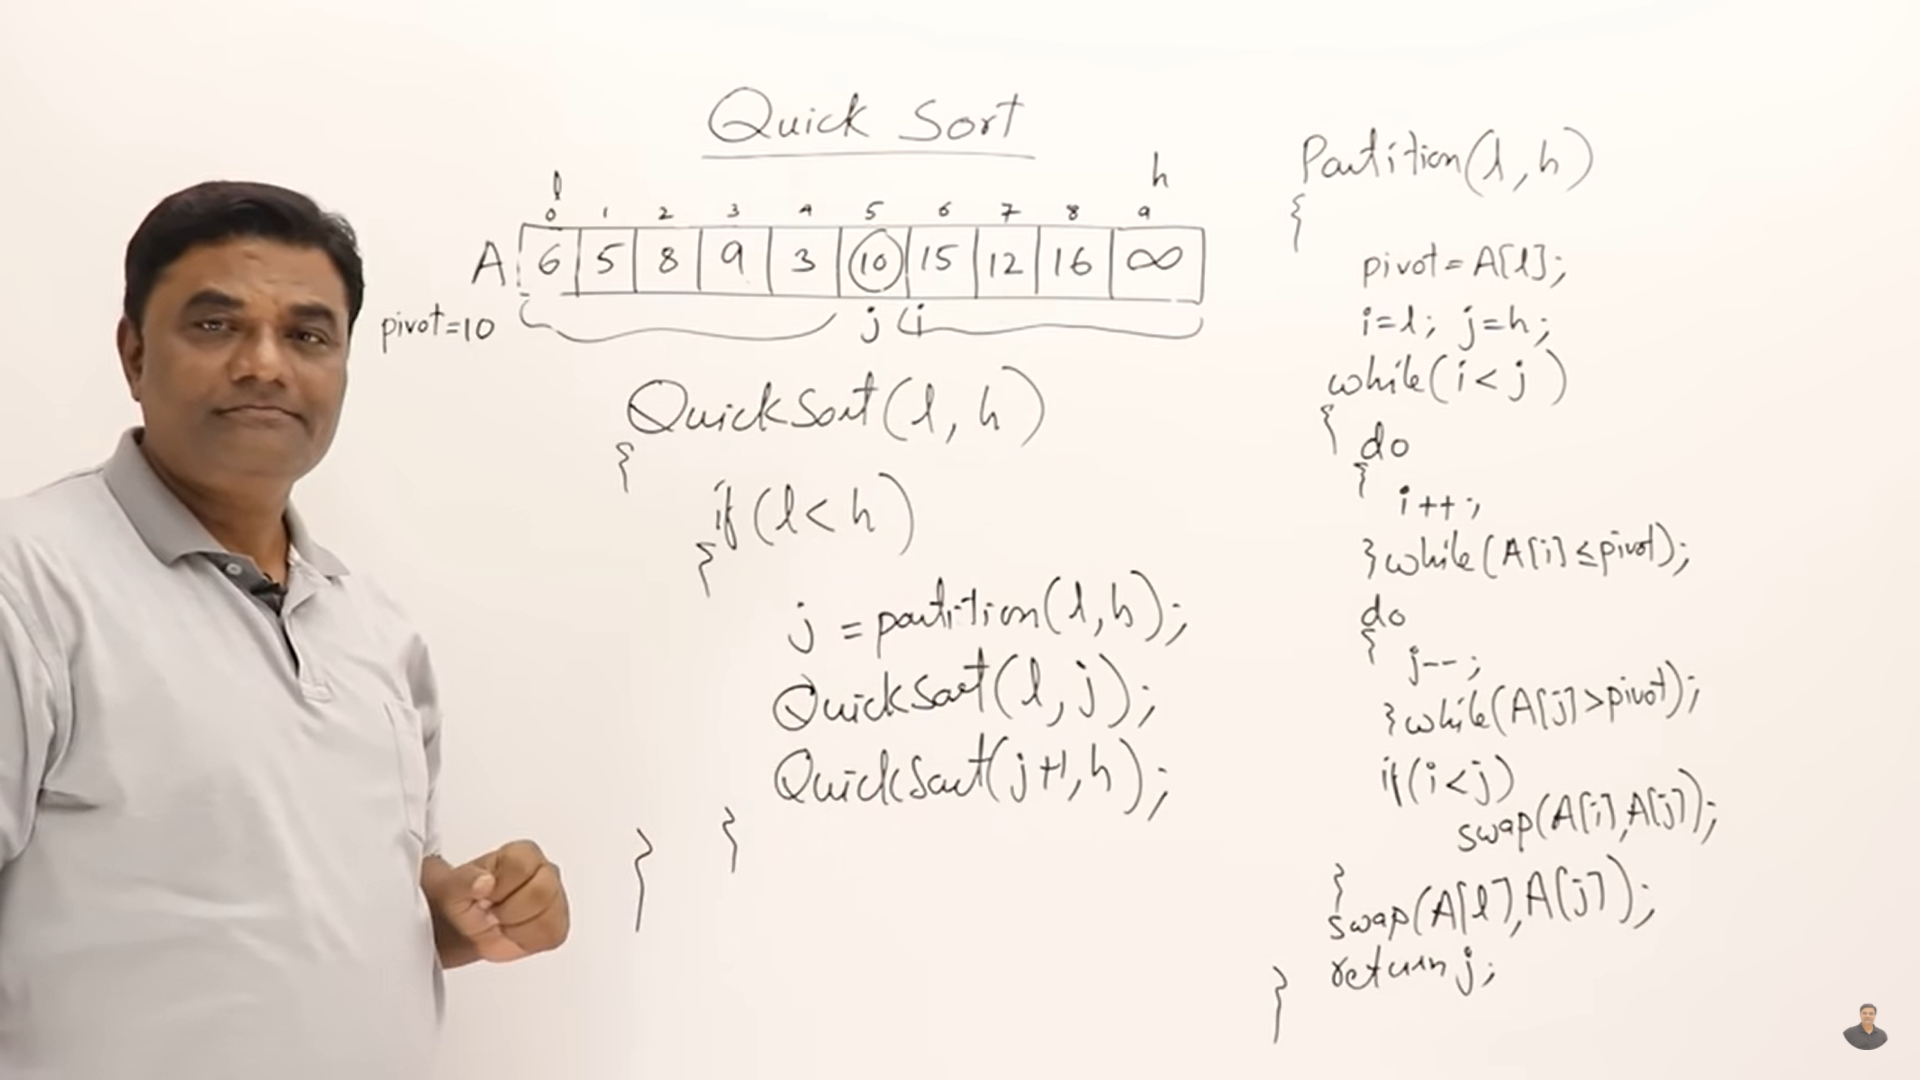 Quick Sort
l h
0 1 2 3 4 5 6 7 8 9
A 6 5 8 9 3 10 15 12 16 ∞
pivot=10 j i
QuickSort(l, h)
{
if(l<h)
{
j = partition(l,h);
QuickSort(l,j);
QuickSort(j+1,h);
}
}
Partition(l,h)
{
pivot=A[l];
i=l; j=h;
while(i<j)
{ do
{
i++;
}while(A[i]≤pivot);
do
{
j--;
}while(A[j]>pivot);
if(i<j)
swap(A[i],A[j]);
}
swap(A[l],A[j]);
return j;
}